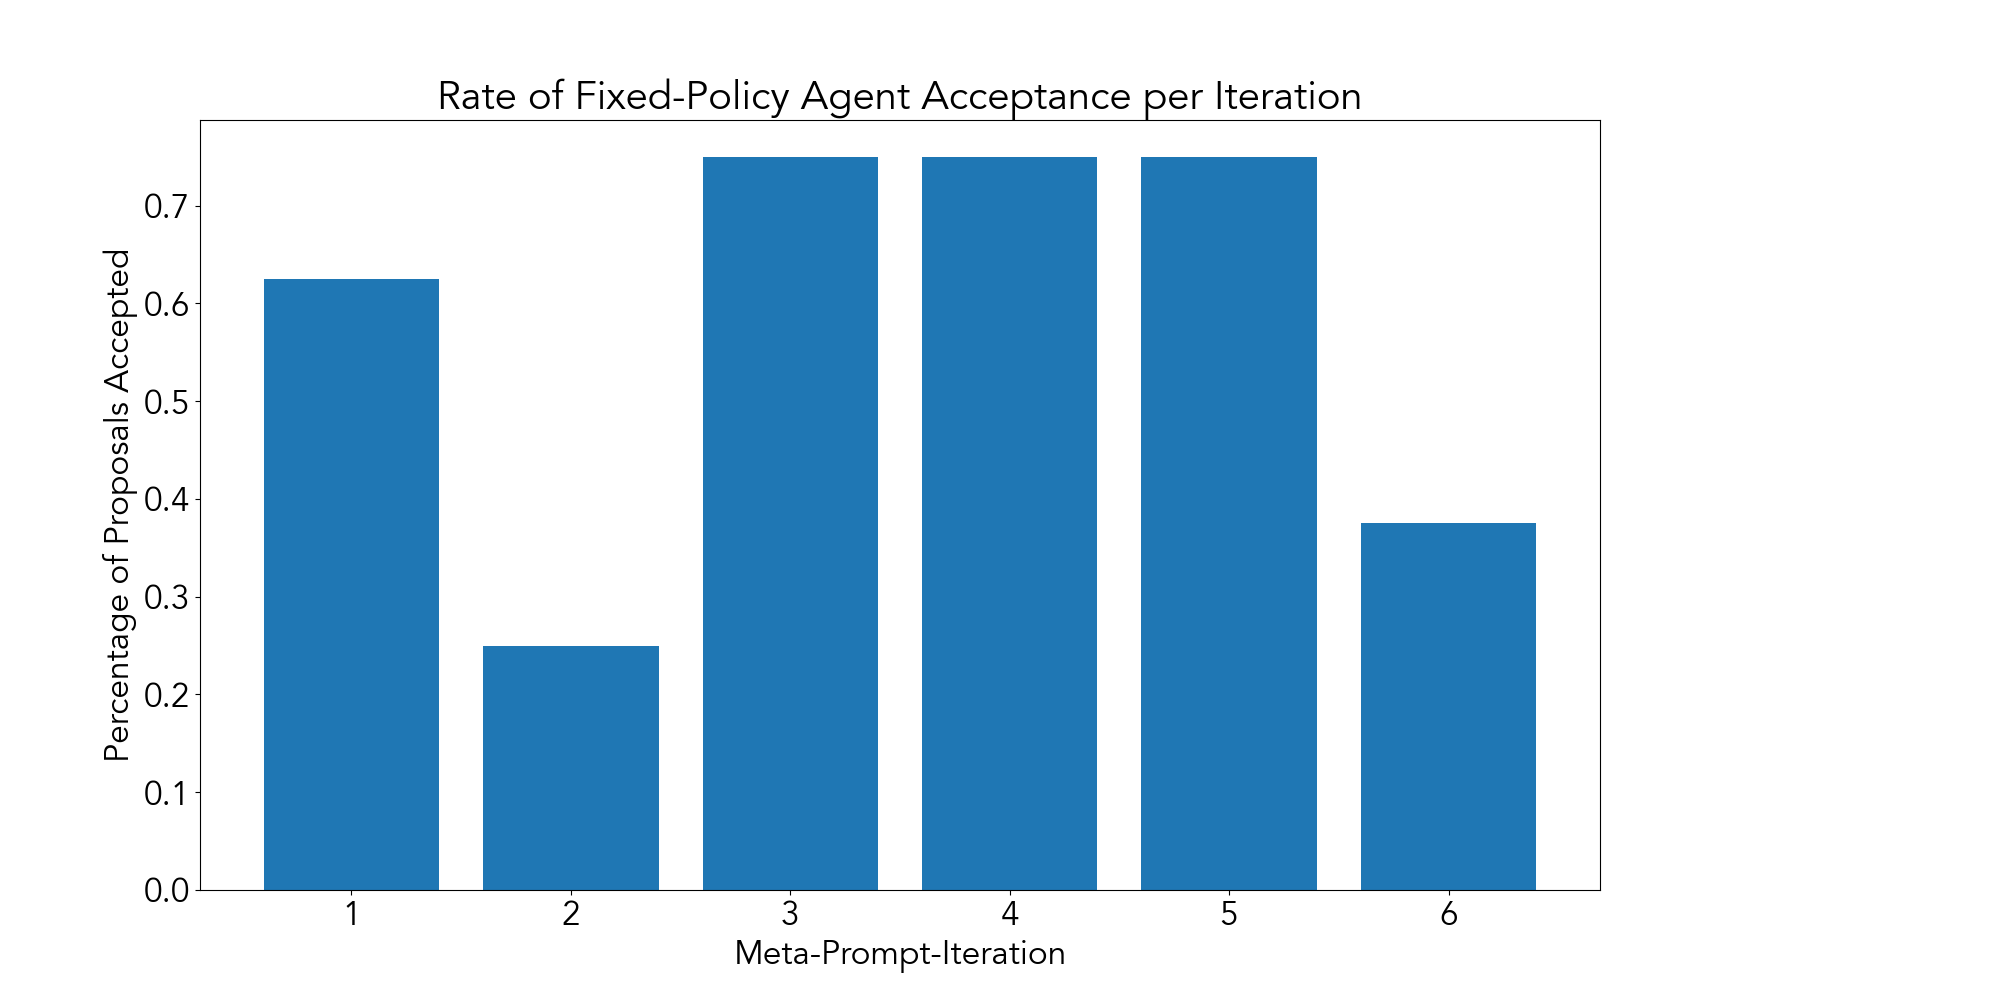 Rate of Fixed-Policy Agent Acceptance per Iteration
Percentage of Proposals Accepted
0.7
0.6
0.5
0.4
0.3
0.2
0.1
0.0
1 2 3 4 5 6
Meta-Prompt-Iteration